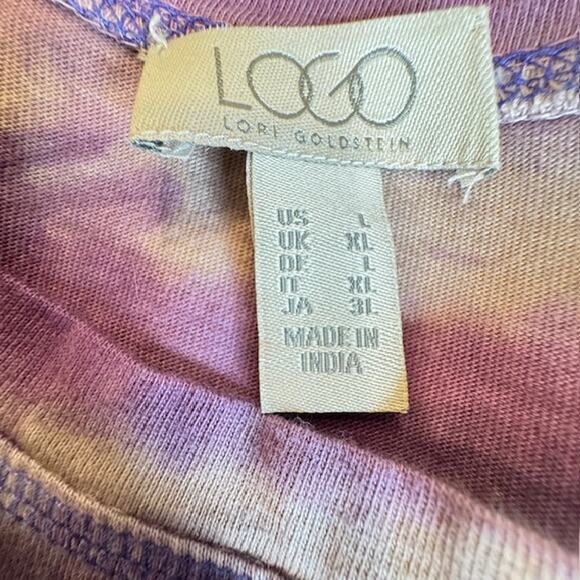 LOGO
LORI GOLDSTEIN
US L
UK XL
DE L
IT XL
JA 3L
MADE IN
INDIA